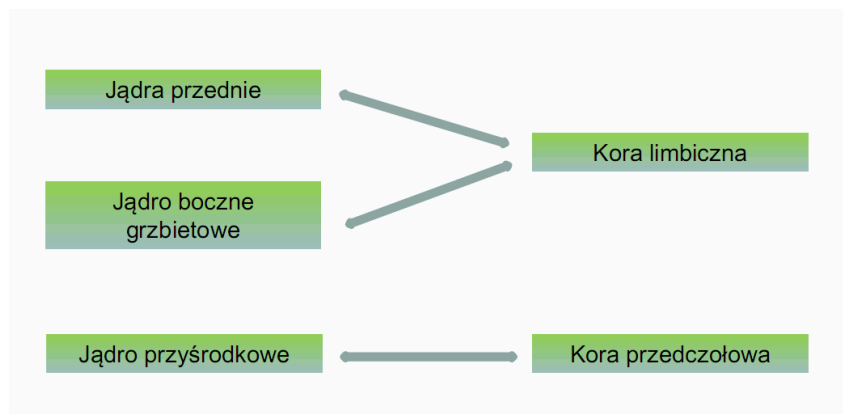 Jądra przednie
Kora limbiczna
Jądro boczne
grzbietowe
Jądro przyśrodkowe
Kora przedczołowa